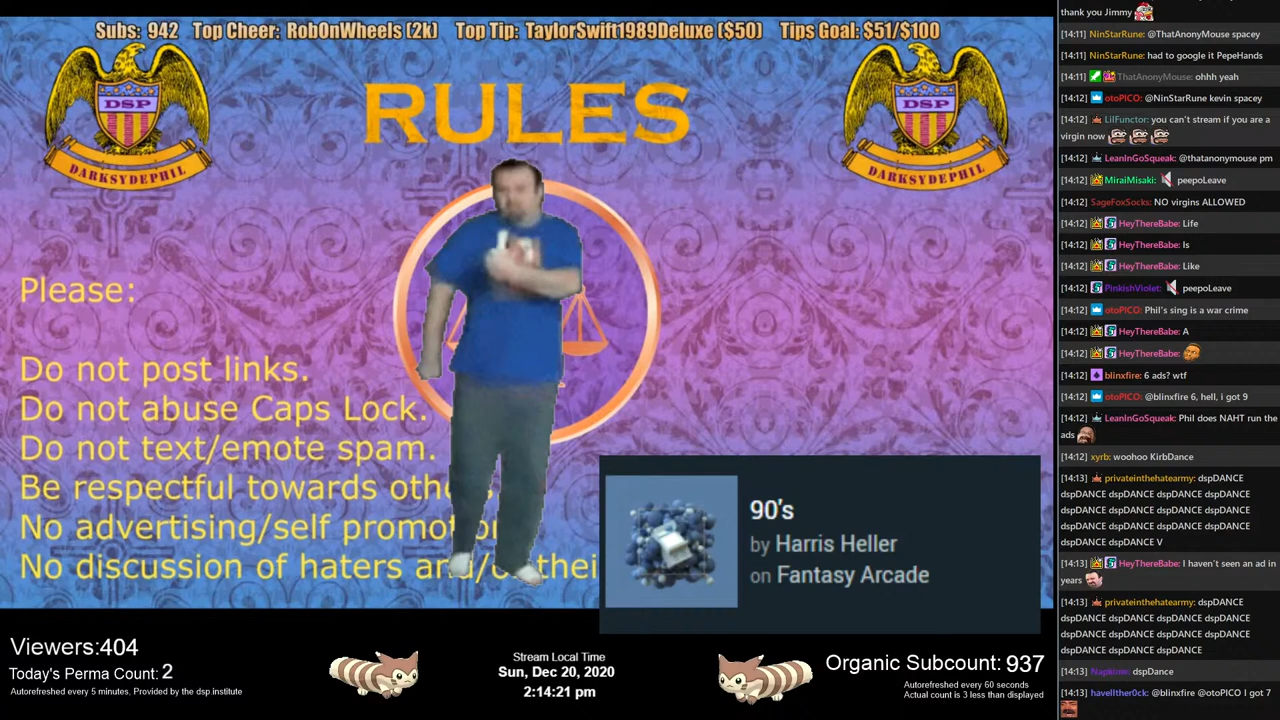 Subs: 942 Top Cheer: RobOnWheels (2k) Top Tip: TaylorSwift1989Deluxe ($50) Tips Goal: $51/$100
DSP
DARKSYDEPHIL
RULES
DSP
DARKSYDEPHIL
Please:
Do not post links.
Do not abuse Caps Lock.
Do not text/emote spam.
Be respectful towards
No advertising/self
No discussion of haters
90's
by Harris Heller
on Fantasy Arcade
Viewers:404
Today's Perma Count: 2
Autorefreshed every 5 minutes, Provided by the dsp.institute
Stream Local Time
Sun, Dec 20, 2020
2:14:21 pm
Organic Subcount: 937
Autorefreshed every 60 seconds
Actual count is 3 less than displayed
thank you Jimmy
[14:11] NinStarRune: @ThatAnonyMouse spacey
[14:11] NinStarRune: had to google it PepeHands
[14:11] ThatAnonyMouse: ohhh yeah
[14:12] otoPICO: @NinStarRune kevin spacey
[14:12] LilFunctor: you can't stream if you are a
virgin now
[14:12] LeanInGoSqueak: @thatanonymouse pm
[14:12] MiraiMisaki: peepoLeave
[14:12] SageFoxSocks: NO virgins ALLOWED
[14:12] HeyThereBabe: Life
[14:12] HeyThereBabe: Is
[14:12] HeyThereBabe: Like
[14:12] PinkishViolet: peepoLeave
[14:12] otoPICO: Phil's sing is a war crime
[14:12] HeyThereBabe: A
[14:12] HeyThereBabe:
[14:12] blinxfire: 6 ads? wtf
[14:12] otoPICO: @blinxfire 6, hell, i got 9
[14:12] LeanInGoSqueak: Phil does NAHT run the
ads
[14:12] xyrb: woohoo KirbDance
[14:13] privateinthehatearmy: dspDANCE
dspDANCE dspDANCE dspDANCE dspDANCE
dspDANCE dspDANCE dspDANCE dspDANCE
dspDANCE dspDANCE dspDANCE dspDANCE
dspDANCE dspDANCE V
[14:13] HeyThereBabe: I haven't seen an ad in
years
[14:13] privateinthehatearmy: dspDANCE
dspDANCE dspDANCE dspDANCE dspDANCE
dspDANCE dspDANCE dspDANCE dspDANCE
dspDANCE dspDANCE dspDANCE dspDANCE
[14:13] Napkinm: dspDance
[14:13] havellther0ck: @blinxfire @otoPICO I got 7